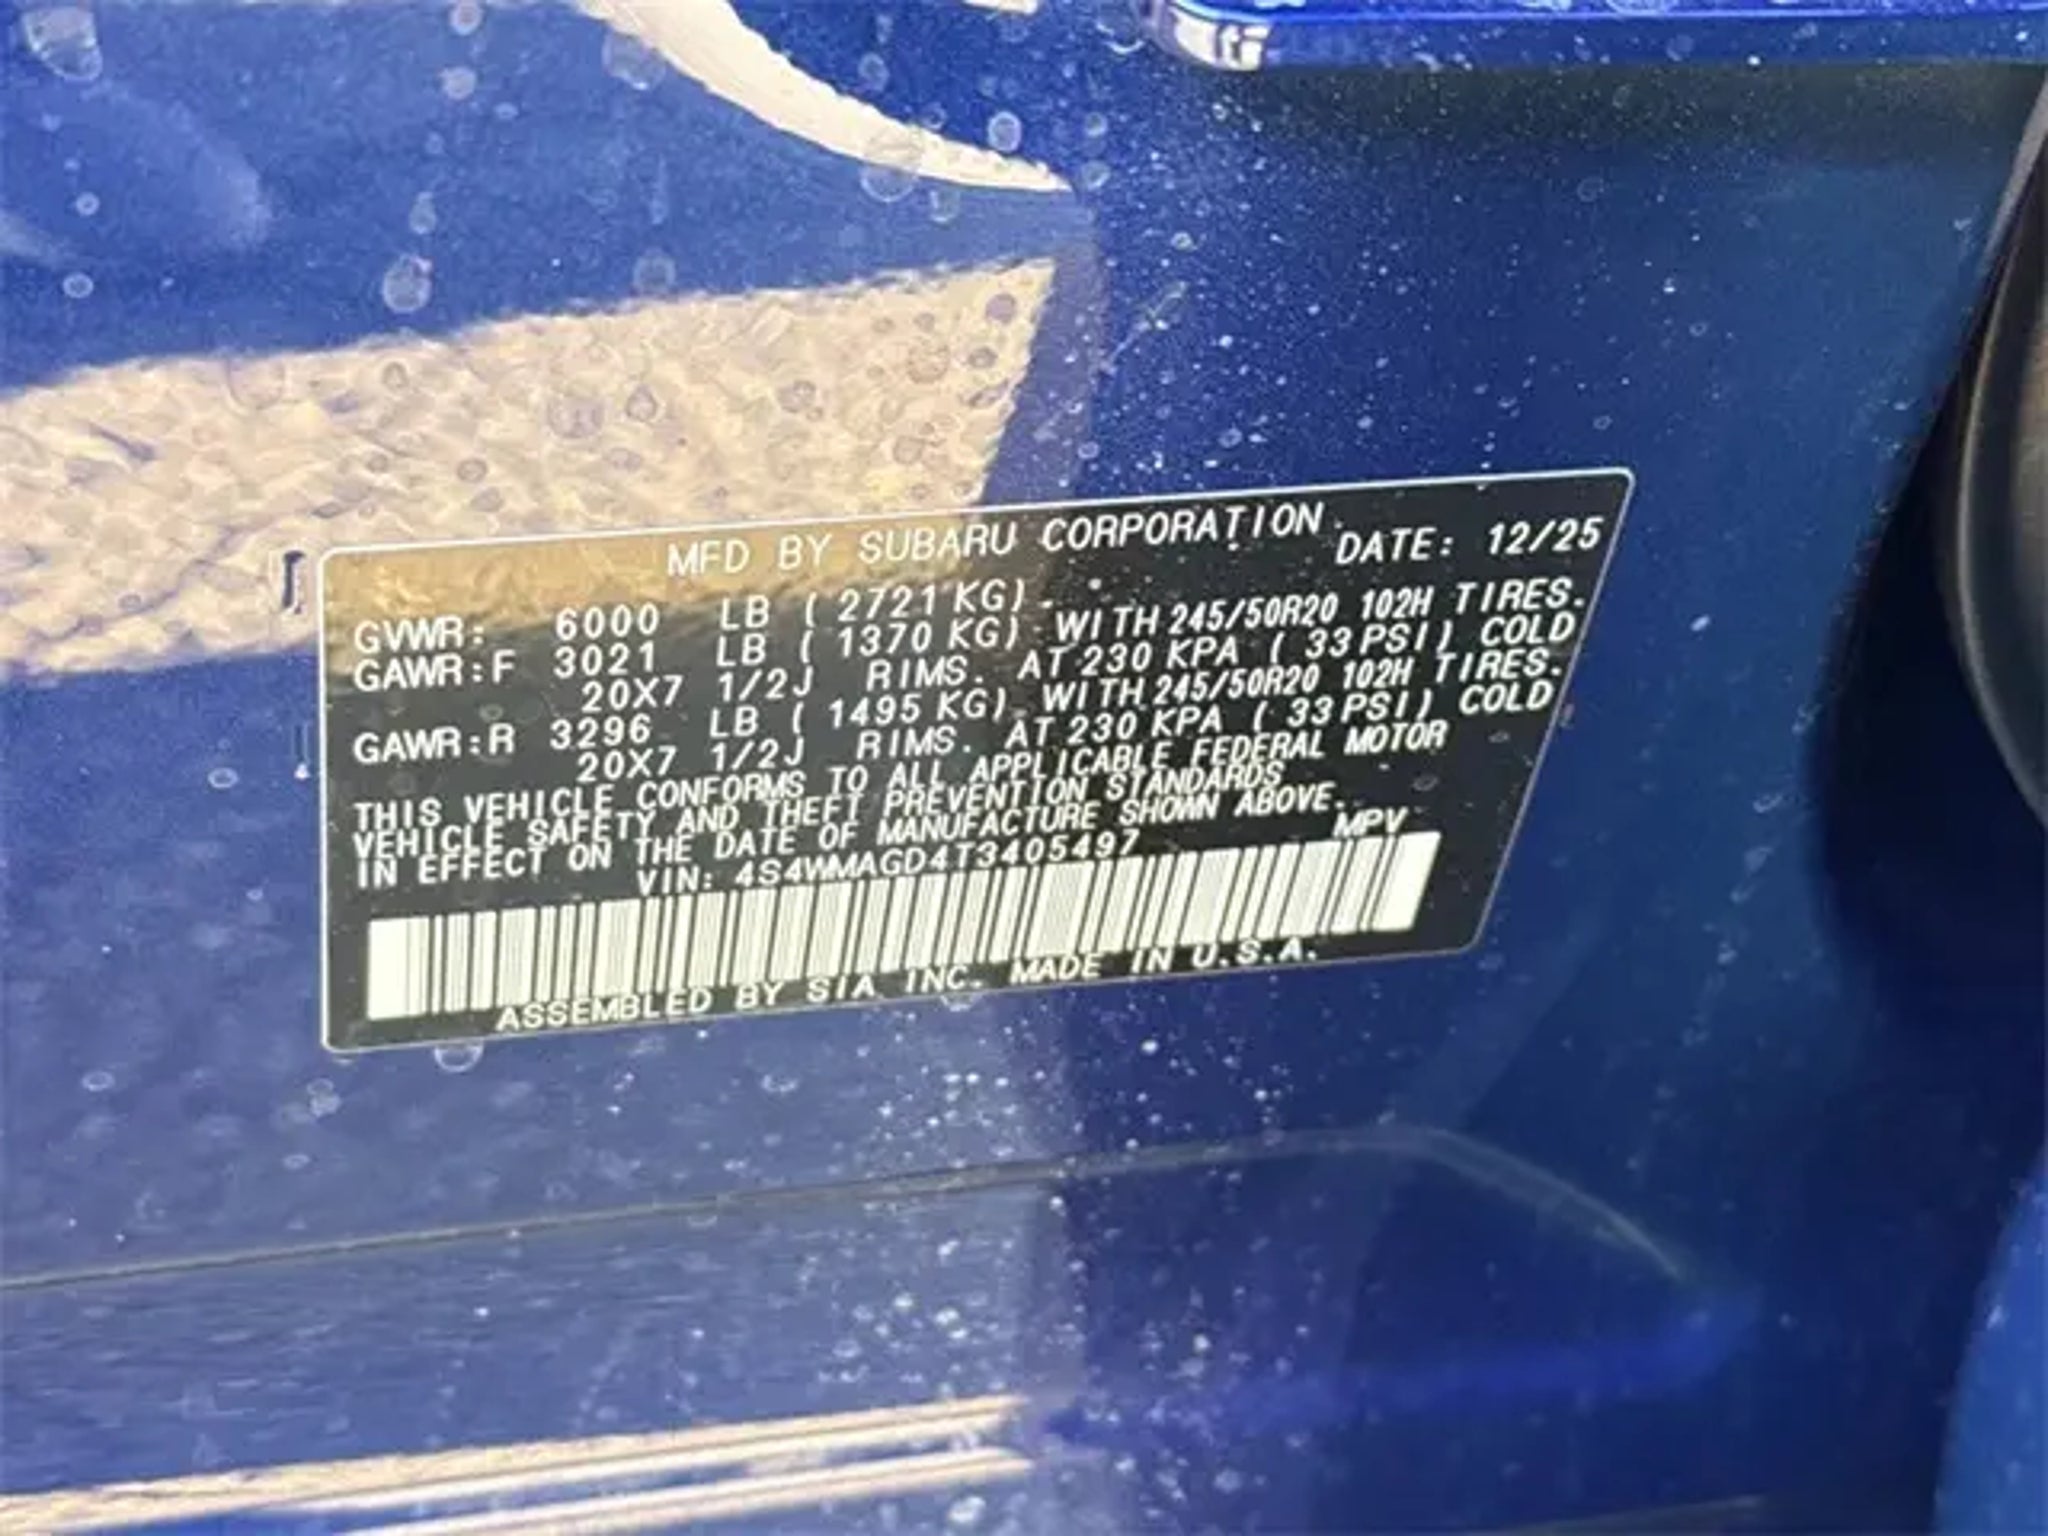 MFD BY SUBARU CORPORATION. DATE: 12/25
GVWR: 6000 LB ( 2721 KG).
GAWR:F 3021 LB ( 1370 KG) WITH 245/50R20 102H TIRES.
20X7 1/2J RIMS. AT 230 KPA ( 33 PSI) COLD
GAWR:R 3296 LB ( 1495 KG) WITH 245/50R20 102H TIRES.
20X7 1/2J RIMS. AT 230 KPA ( 33 PSI) COLD
THIS VEHICLE CONFORMS TO ALL APPLICABLE FEDERAL MOTOR
VEHICLE SAFETY AND THEFT PREVENTION STANDARDS
IN EFFECT ON THE DATE OF MANUFACTURE SHOWN ABOVE.
VIN: 4S4WMAGD4T3405497 MPV
ASSEMBLED BY SIA INC. MADE IN U.S.A.